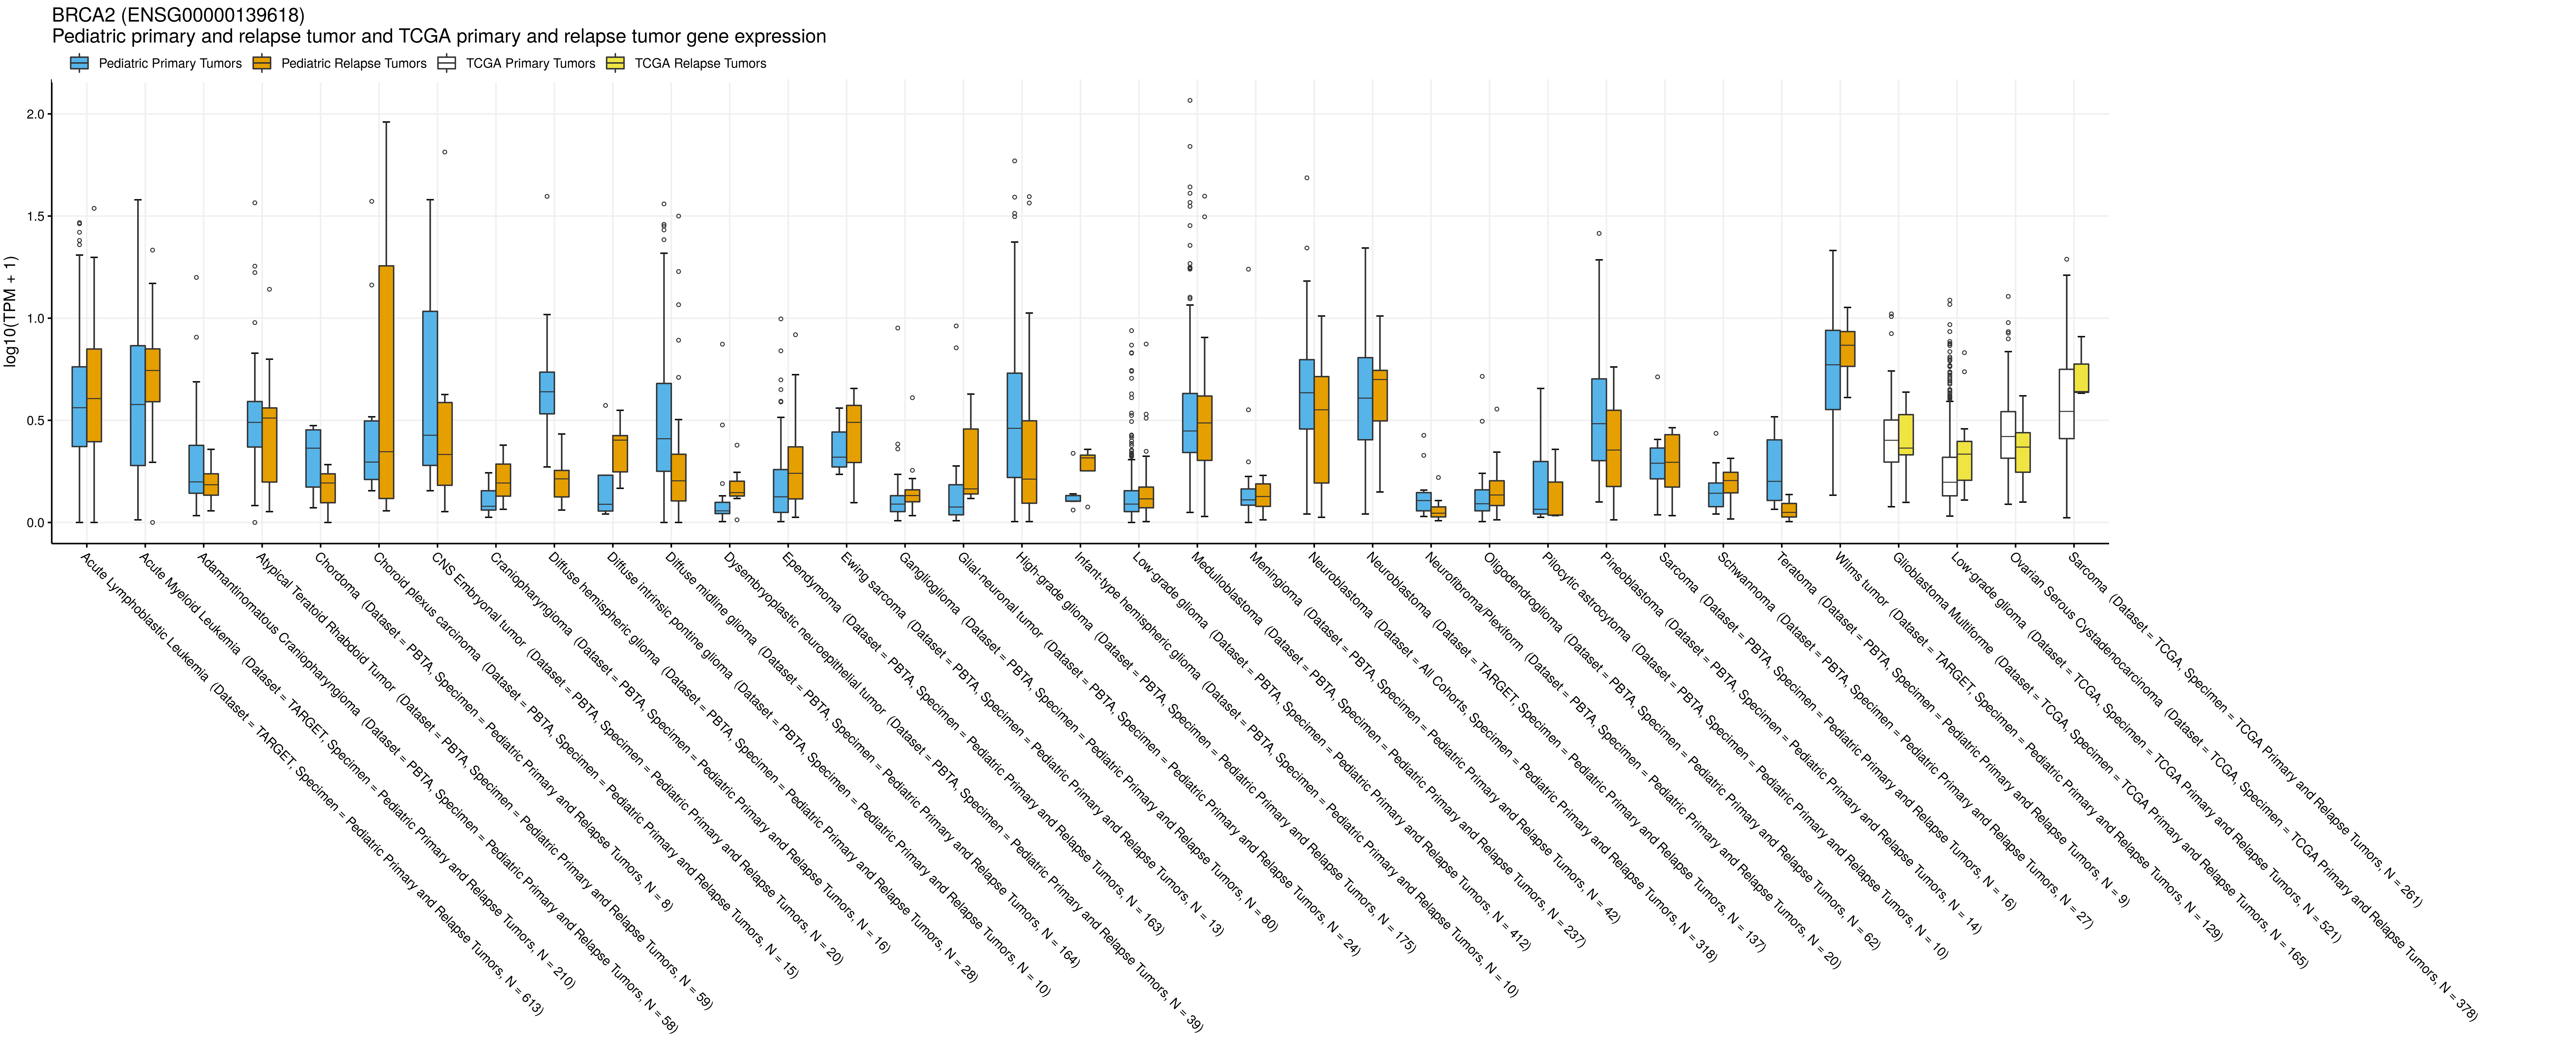 BRCA2 (ENSG00000139618)
Pediatric primary and relapse tumor and TCGA primary and relapse tumor gene expression
Pediatric Primary Tumors
Pediatric Relapse Tumors
TCGA Primary Tumors
TCGA Relapse Tumors
log10(TPM + 1)
2.0
1.5
1.0
0.5
0.0
Acute Lymphoblastic Leukemia (Dataset = TARGET, Specimen = Pediatric Primary and Relapse Tumors, N = 613)
Acute Myeloid Leukemia (Dataset = TARGET, Specimen = Pediatric Primary and Relapse Tumors, N = 210)
Adamantinomatous Craniopharyngioma (Dataset = PBTA, Specimen = Pediatric Primary and Relapse Tumors, N = 58)
Atypical Teratoid Rhabdoid Tumor (Dataset = PBTA, Specimen = Pediatric Primary and Relapse Tumors, N = 59)
Chordoma (Dataset = PBTA, Specimen = Pediatric Primary and Relapse Tumors, N = 8)
Choroid plexus carcinoma (Dataset = PBTA, Specimen = Pediatric Primary and Relapse Tumors, N = 15)
CNS Embryonal tumor (Dataset = PBTA, Specimen = Pediatric Primary and Relapse Tumors, N = 20)
Craniopharyngioma (Dataset = PBTA, Specimen = Pediatric Primary and Relapse Tumors, N = 16)
Diffuse hemispheric glioma (Dataset = PBTA, Specimen = Pediatric Primary and Relapse Tumors, N = 28)
Diffuse intrinsic pontine glioma (Dataset = PBTA, Specimen = Pediatric Primary and Relapse Tumors, N = 10)
Diffuse midline glioma (Dataset = PBTA, Specimen = Pediatric Primary and Relapse Tumors, N = 164)
Dysembryoplastic neuroepithelial tumor (Dataset = PBTA, Specimen = Pediatric Primary and Relapse Tumors, N = 39)
Ependymoma (Dataset = PBTA, Specimen = Pediatric Primary and Relapse Tumors, N = 163)
Ewing sarcoma (Dataset = PBTA, Specimen = Pediatric Primary and Relapse Tumors, N = 13)
Ganglioglioma (Dataset = PBTA, Specimen = Pediatric Primary and Relapse Tumors, N = 80)
Glial-neuronal tumor (Dataset = PBTA, Specimen = Pediatric Primary and Relapse Tumors, N = 24)
High-grade glioma (Dataset = PBTA, Specimen = Pediatric Primary and Relapse Tumors, N = 175)
Infant-type hemispheric glioma (Dataset = PBTA, Specimen = Pediatric Primary and Relapse Tumors, N = 10)
Low-grade glioma (Dataset = PBTA, Specimen = Pediatric Primary and Relapse Tumors, N = 412)
Medulloblastoma (Dataset = PBTA, Specimen = Pediatric Primary and Relapse Tumors, N = 237)
Meningioma (Dataset = PBTA, Specimen = Pediatric Primary and Relapse Tumors, N = 42)
Neuroblastoma (Dataset = All Cohorts, Specimen = Pediatric Primary and Relapse Tumors, N = 318)
Neuroblastoma (Dataset = TARGET, Specimen = Pediatric Primary and Relapse Tumors, N = 137)
Neurofibroma/Plexiform (Dataset = PBTA, Specimen = Pediatric Primary and Relapse Tumors, N = 20)
Oligodendroglioma (Dataset = PBTA, Specimen = Pediatric Primary and Relapse Tumors, N = 62)
Pilocytic astrocytoma (Dataset = PBTA, Specimen = Pediatric Primary and Relapse Tumors, N = 10)
Pineoblastoma (Dataset = PBTA, Specimen = Pediatric Primary and Relapse Tumors, N = 14)
Sarcoma (Dataset = PBTA, Specimen = Pediatric Primary and Relapse Tumors, N = 16)
Schwannoma (Dataset = PBTA, Specimen = Pediatric Primary and Relapse Tumors, N = 27)
Teratoma (Dataset = PBTA, Specimen = Pediatric Primary and Relapse Tumors, N = 9)
Wilms tumor (Dataset = TARGET, Specimen = Pediatric Primary and Relapse Tumors, N = 129)
Glioblastoma Multiforme (Dataset = TCGA, Specimen = TCGA Primary and Relapse Tumors, N = 165)
Low-grade glioma (Dataset = TCGA, Specimen = TCGA Primary and Relapse Tumors, N = 521)
Ovarian Serous Cystadenocarcinoma (Dataset = TCGA, Specimen = TCGA Primary and Relapse Tumors, N = 378)
Sarcoma (Dataset = TCGA, Specimen = TCGA Primary and Relapse Tumors, N = 261)